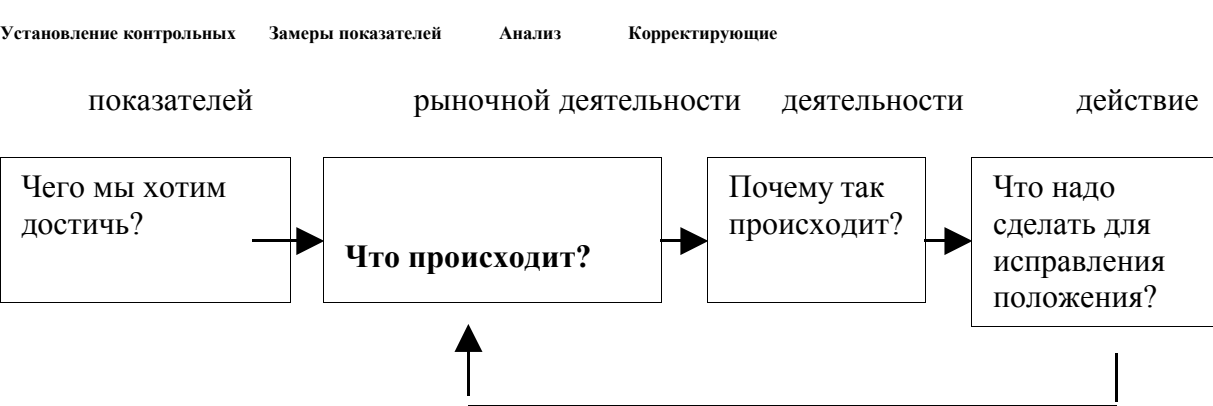 Установление контрольных Замеры показателей Анализ Корректирующие
показателей рыночной деятельности деятельности действие
Чего мы хотим
достичь?
Что происходит?
Почему так
происходит?
Что надо
сделать для
исправления
положения?